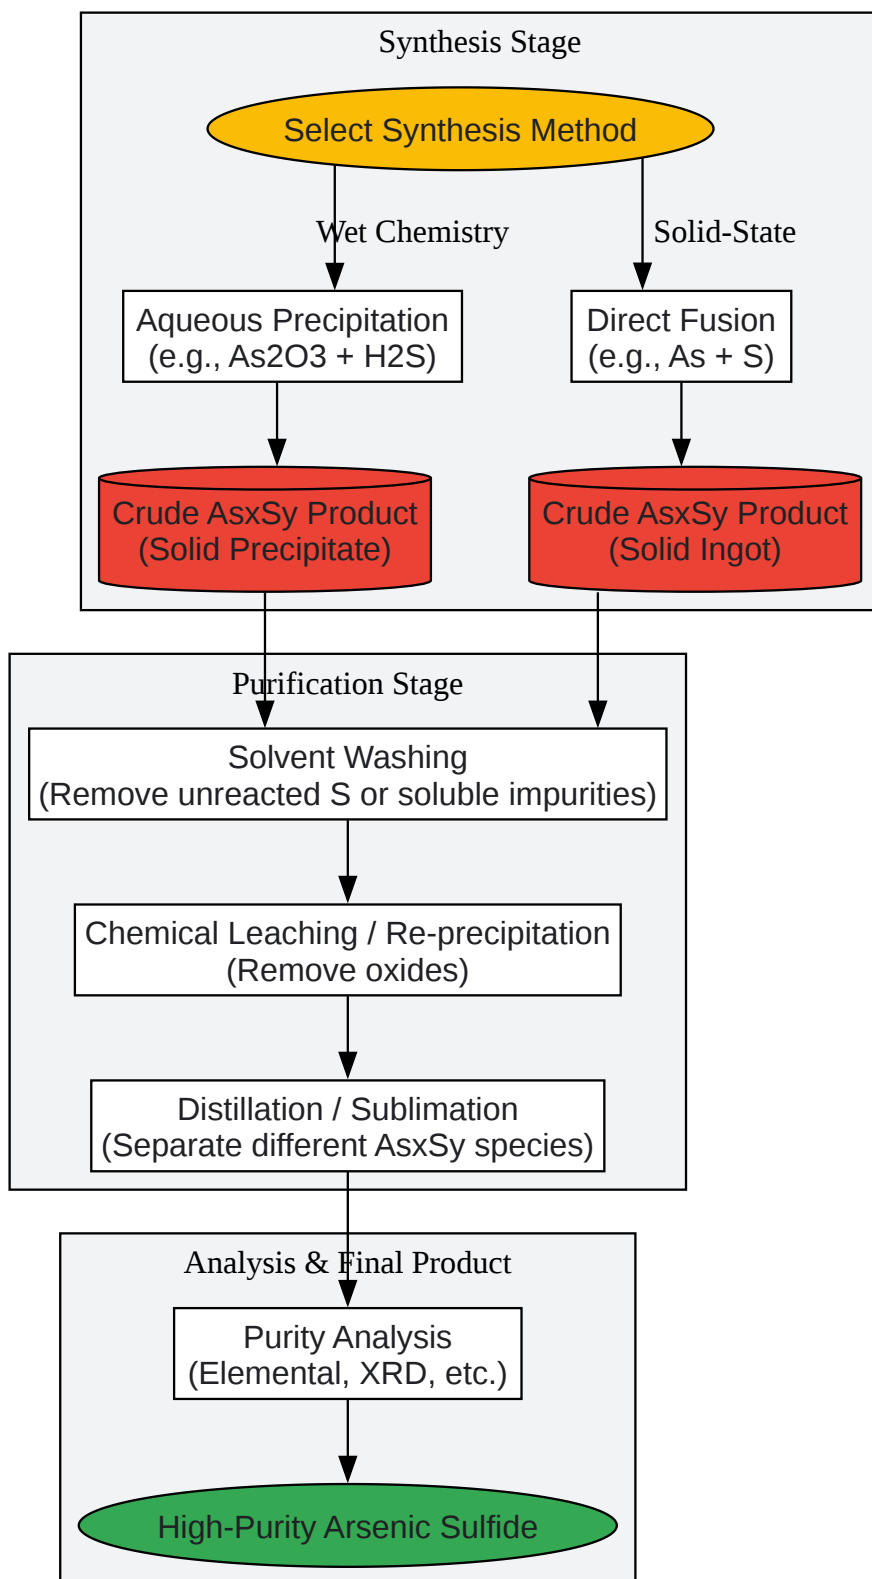 Synthesis Stage
Select Synthesis Method
Wet Chemistry
Solid-State
Aqueous Precipitation
(e.g., As2O3 + H2S)
Direct Fusion
(e.g., As + S)
Crude AsxSy Product
(Solid Precipitate)
Crude AsxSy Product
(Solid Ingot)
Purification Stage
Solvent Washing
(Remove unreacted S or soluble impurities)
Chemical Leaching / Re-precipitation
(Remove oxides)
Distillation / Sublimation
(Separate different AsxSy species)
Analysis & Final Product
Purity Analysis
(Elemental, XRD, etc.)
High-Purity Arsenic Sulfide